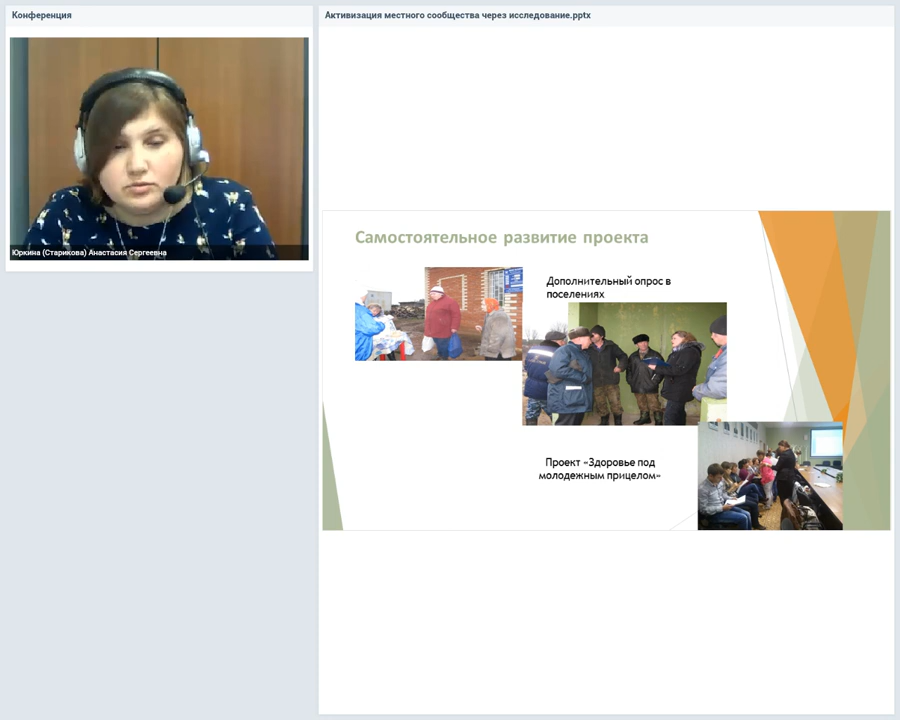 Конференция
Активизация местного сообщества через исследование.pptx
Юркина (Старикова) Анастасия Сергеевна
Самостоятельное развитие проекта
Дополнительный опрос в
поселениях
Проект «Здоровье под
молодежным прицелом»